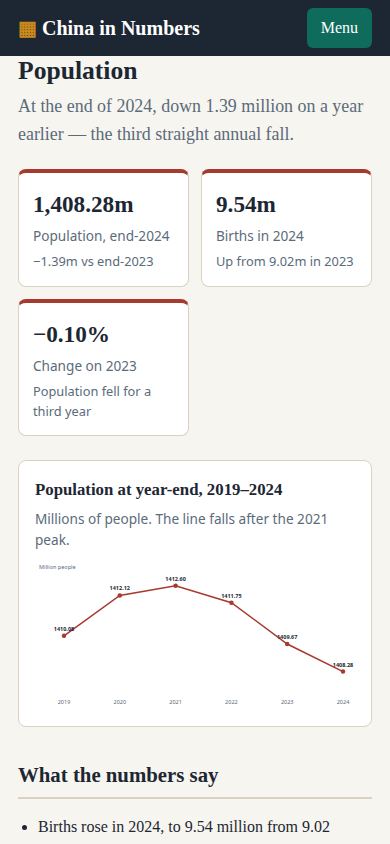 China in Numbers
Menu
Population
At the end of 2024, down 1.39 million on a year
earlier — the third straight annual fall.
1,408.28m
Population, end-2024
−1.39m vs end-2023
9.54m
Births in 2024
Up from 9.02m in 2023
−0.10%
Change on 2023
Population fell for a
third year
Population at year-end, 2019–2024
Millions of people. The line falls after the 2021
peak.
Million people
1410.08
1412.12
1412.60
1411.75
1409.67
1408.28
2019
2020
2021
2022
2023
2024
What the numbers say
• Births rose in 2024, to 9.54 million from 9.02